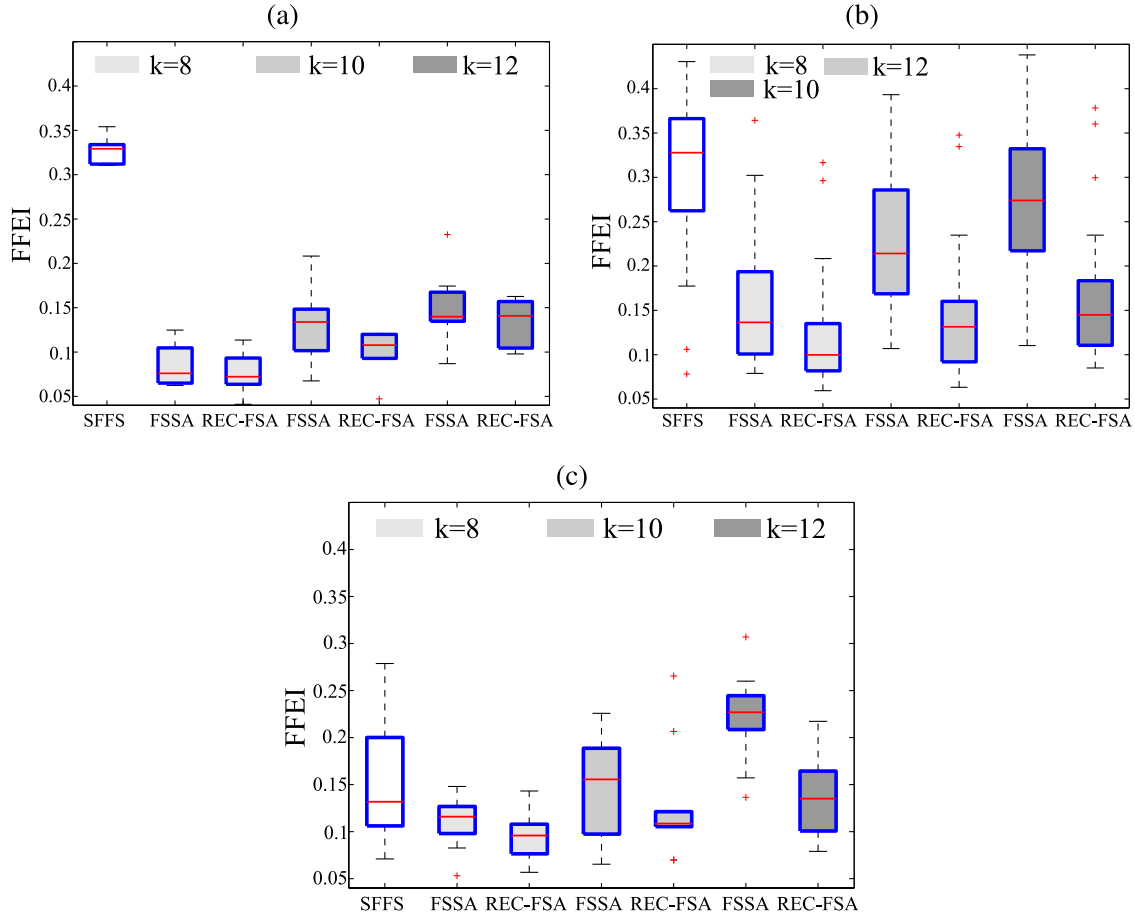 (a)
k=8 k=10 k=12
0.4
0.35
0.3
0.25
0.2
0.15
0.1
0.05
FFEI
SFFS FSSA REC-FSA FSSA REC-FSA FSSA REC-FSA
(b)
k=8 k=12
k=10
0.4
0.35
0.3
0.25
0.2
0.15
0.1
0.05
FFEI
SFFS FSSA REC-FSA FSSA REC-FSA FSSA REC-FSA
(c)
k=8 k=10 k=12
0.4
0.35
0.3
0.25
0.2
0.15
0.1
0.05
FFEI
SFFS FSSA REC-FSA FSSA REC-FSA FSSA REC-FSA